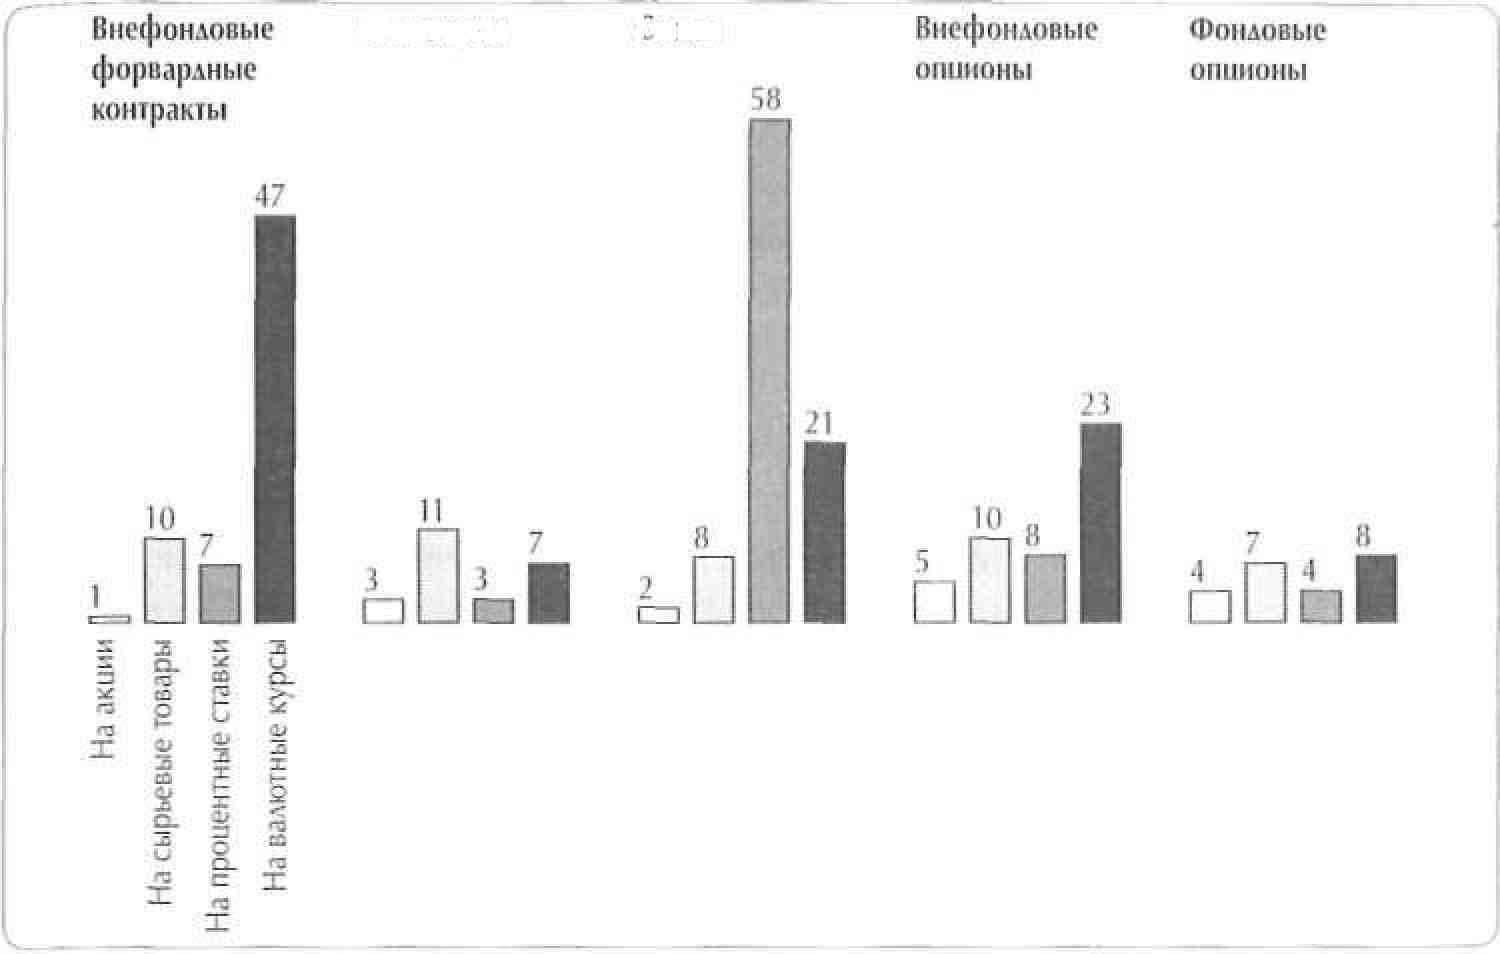 Внефондовые
форвардные
контракты
Внефондовые
опционы
Фондовые
опционы
1
10
7
47
3
11
3
7
2
8
58
21
5
10
8
23
4
7
4
8
На акции
На сырьевые товары
На процентные ставки
На валютные курсы